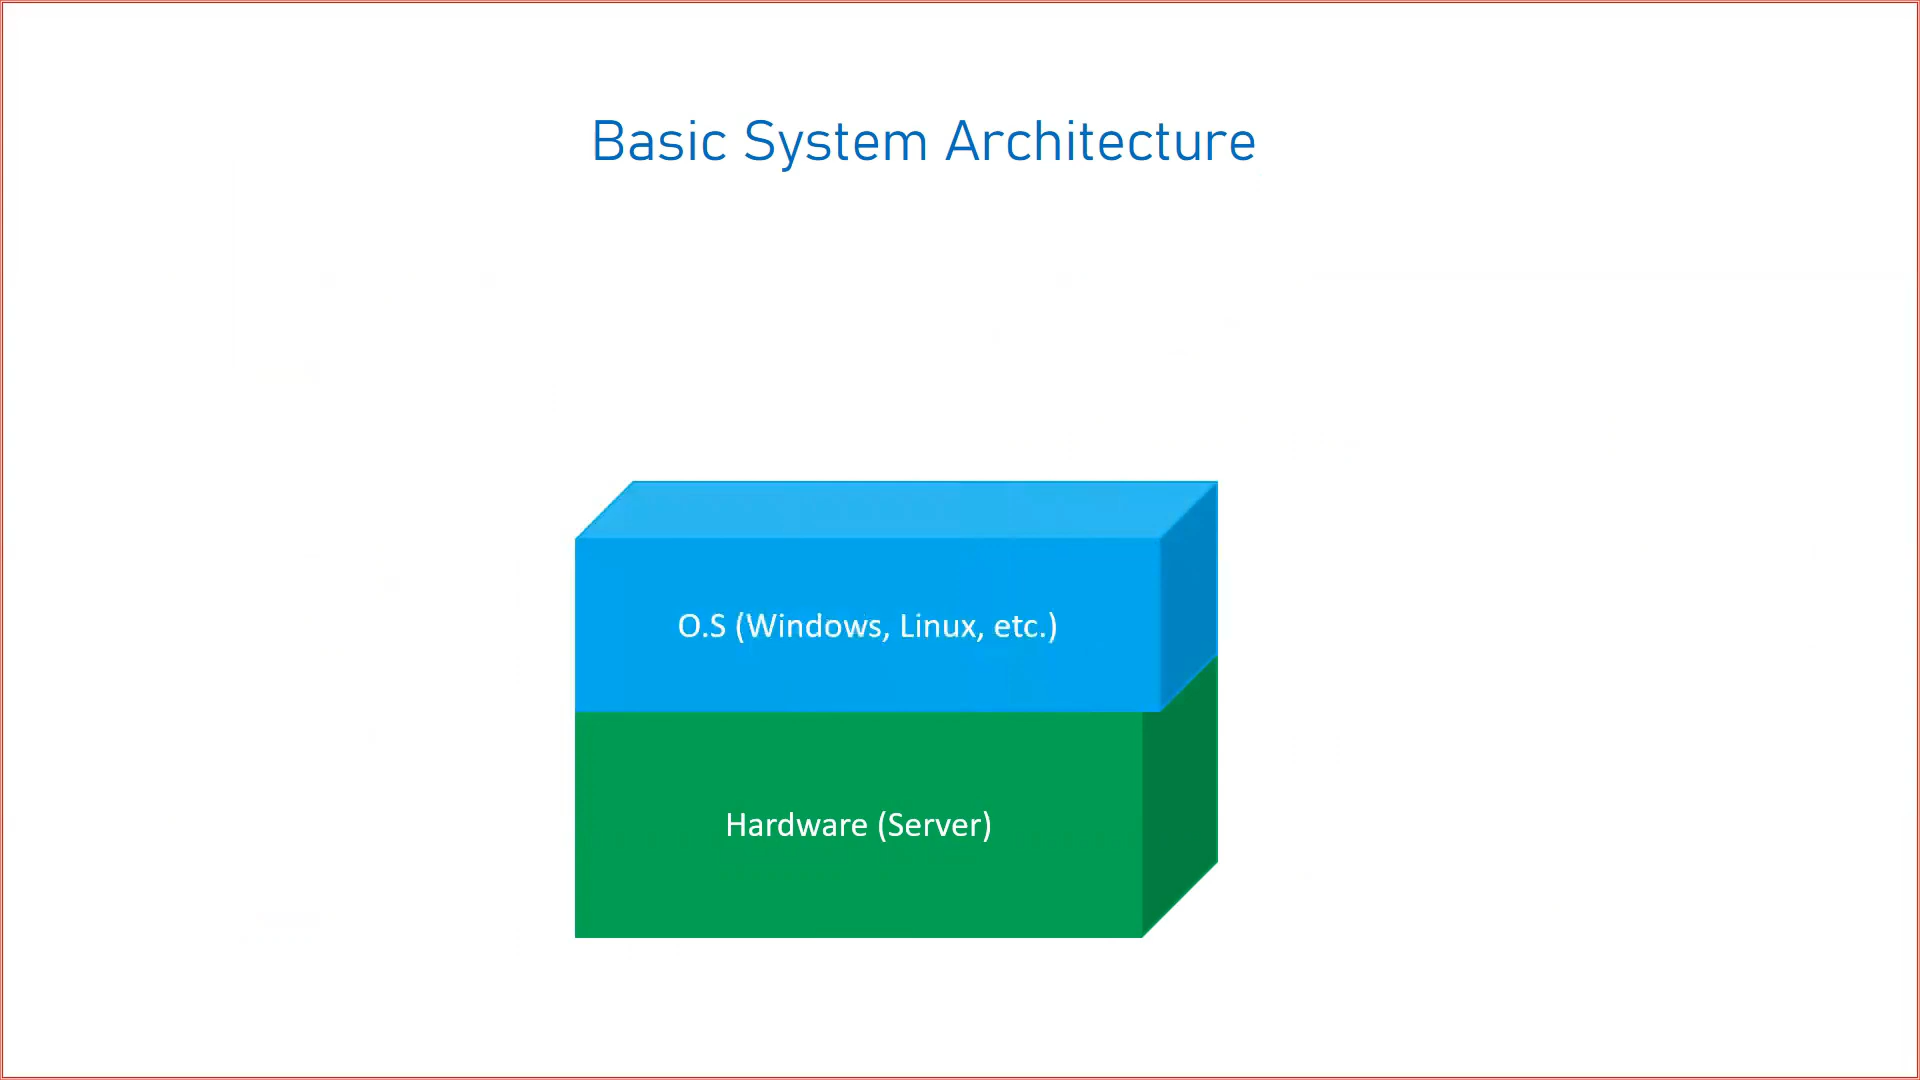 Basic System Architecture
O.S (Windows, Linux, etc.)
Hardware (Server)